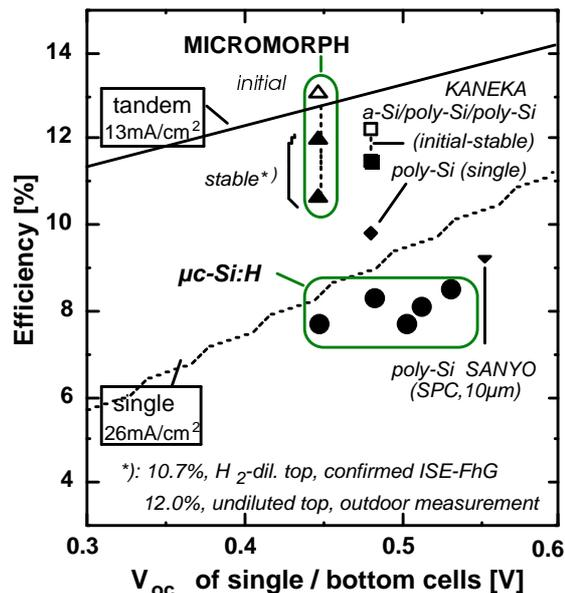 14
12
10
8
6
4
Efficiency [%]
MICROMORPH
initial
KANEKA
a-Si/poly-Si/poly-Si
(initial-stable)
tandem
13mA/cm²
stable*)
poly-Si (single)
µc-Si:H
poly-Si SANYO
(SPC,10µm)
single
26mA/cm²
*): 10.7%, H 2-dil. top, confirmed ISE-FhG
12.0%, undiluted top, outdoor measurement
0.3 0.4 0.5 0.6
Voc of single / bottom cells [V]